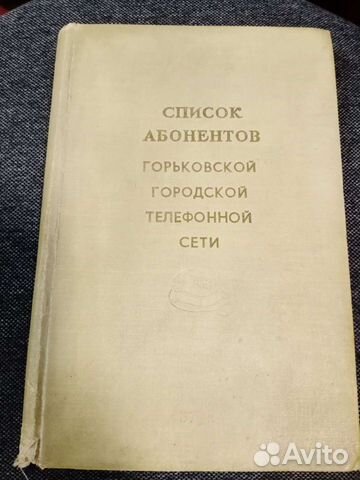 СПИСОК
АБОНЕНТОВ
ГОРЬКОВСКОЙ
ГОРОДСКОЙ
ТЕЛЕФОННОЙ
СЕТИ
Avito